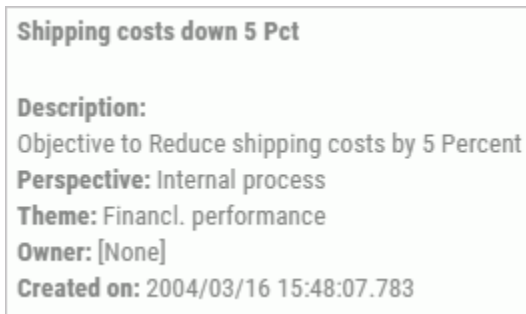 Shipping costs down 5 Pct
Description:
Objective to Reduce shipping costs by 5 Percent
Perspective: Internal process
Theme: Financl. performance
Owner: [None]
Created on: 2004/03/16 15:48:07.783